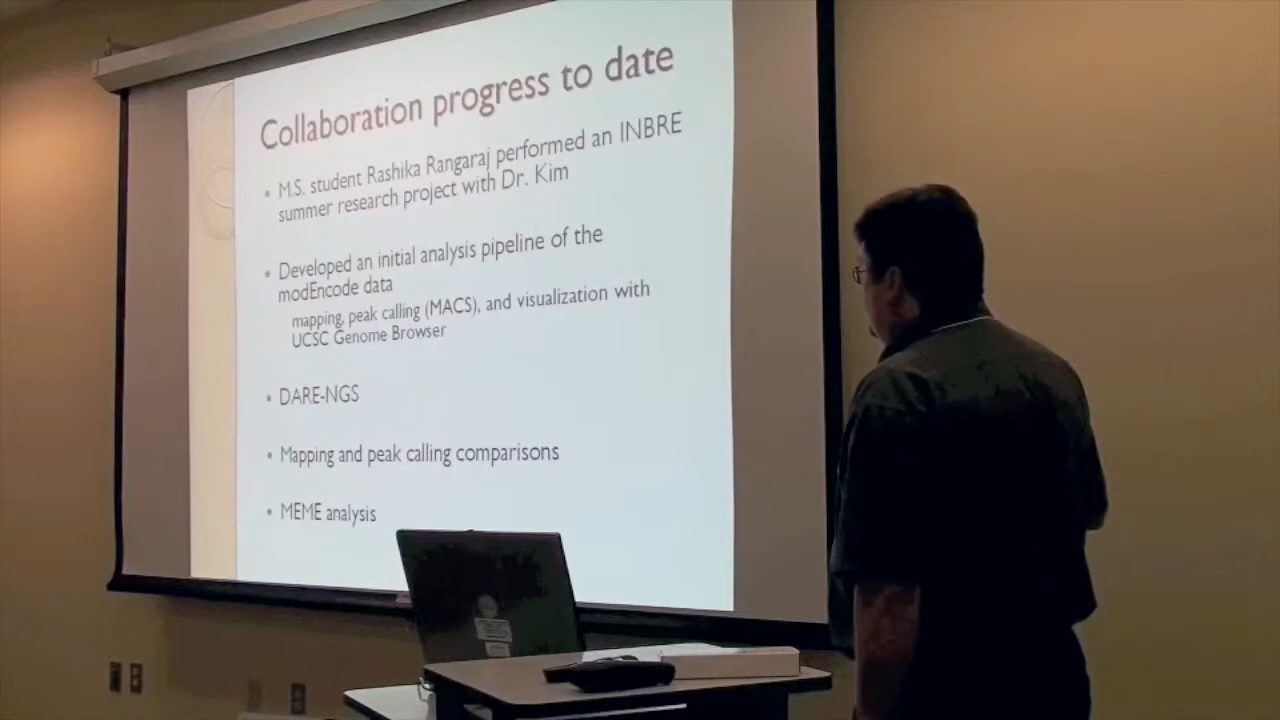 Collaboration progress to date
• M.S. student Rashika Rangaraj performed an INBRE
summer research project with Dr. Kim
• Developed an initial analysis pipeline of the
modEncode data
mapping, peak calling (MACS), and visualization with
UCSC Genome Browser
• DARE-NGS
• Mapping and peak calling comparisons
• MEME analysis